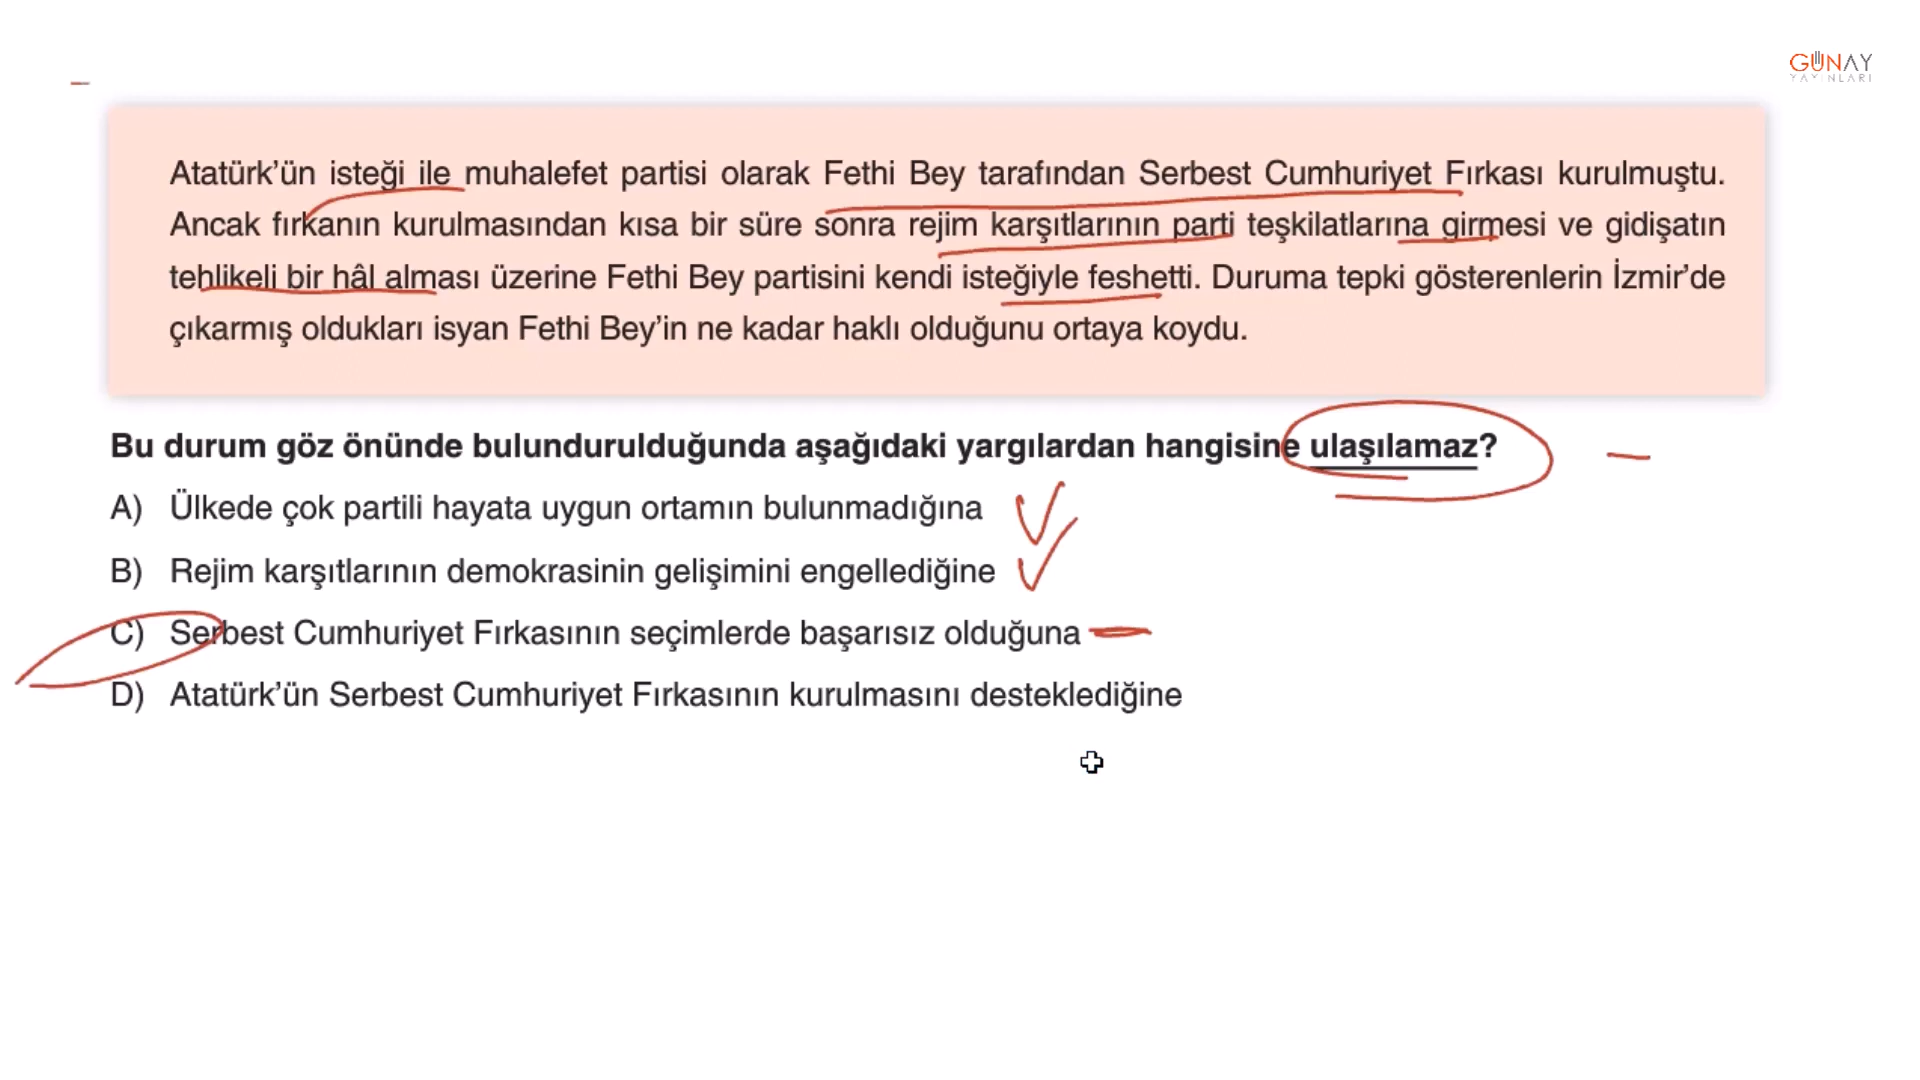 GÜNAY
YAYINLARI
Atatürk’ün isteği ile muhalefet partisi olarak Fethi Bey tarafından Serbest Cumhuriyet Fırkası kurulmuştu.
Ancak fırkanın kurulmasından kısa bir süre sonra rejim karşıtlarının parti teşkilatlarına girmesi ve gidişatın
tehlikeli bir hâl alması üzerine Fethi Bey partisini kendi isteğiyle feshetti. Duruma tepki gösterenlerin İzmir’de
çıkarmış oldukları isyan Fethi Bey’in ne kadar haklı olduğunu ortaya koydu.
Bu durum göz önünde bulundurulduğunda aşağıdaki yargılardan hangisine ulaşılamaz?
A) Ülkede çok partili hayata uygun ortamın bulunmadığına
B) Rejim karşıtlarının demokrasinin gelişimini engellediğine
C) Serbest Cumhuriyet Fırkasının seçimlerde başarısız olduğuna
D) Atatürk’ün Serbest Cumhuriyet Fırkasının kurulmasını desteklediğine